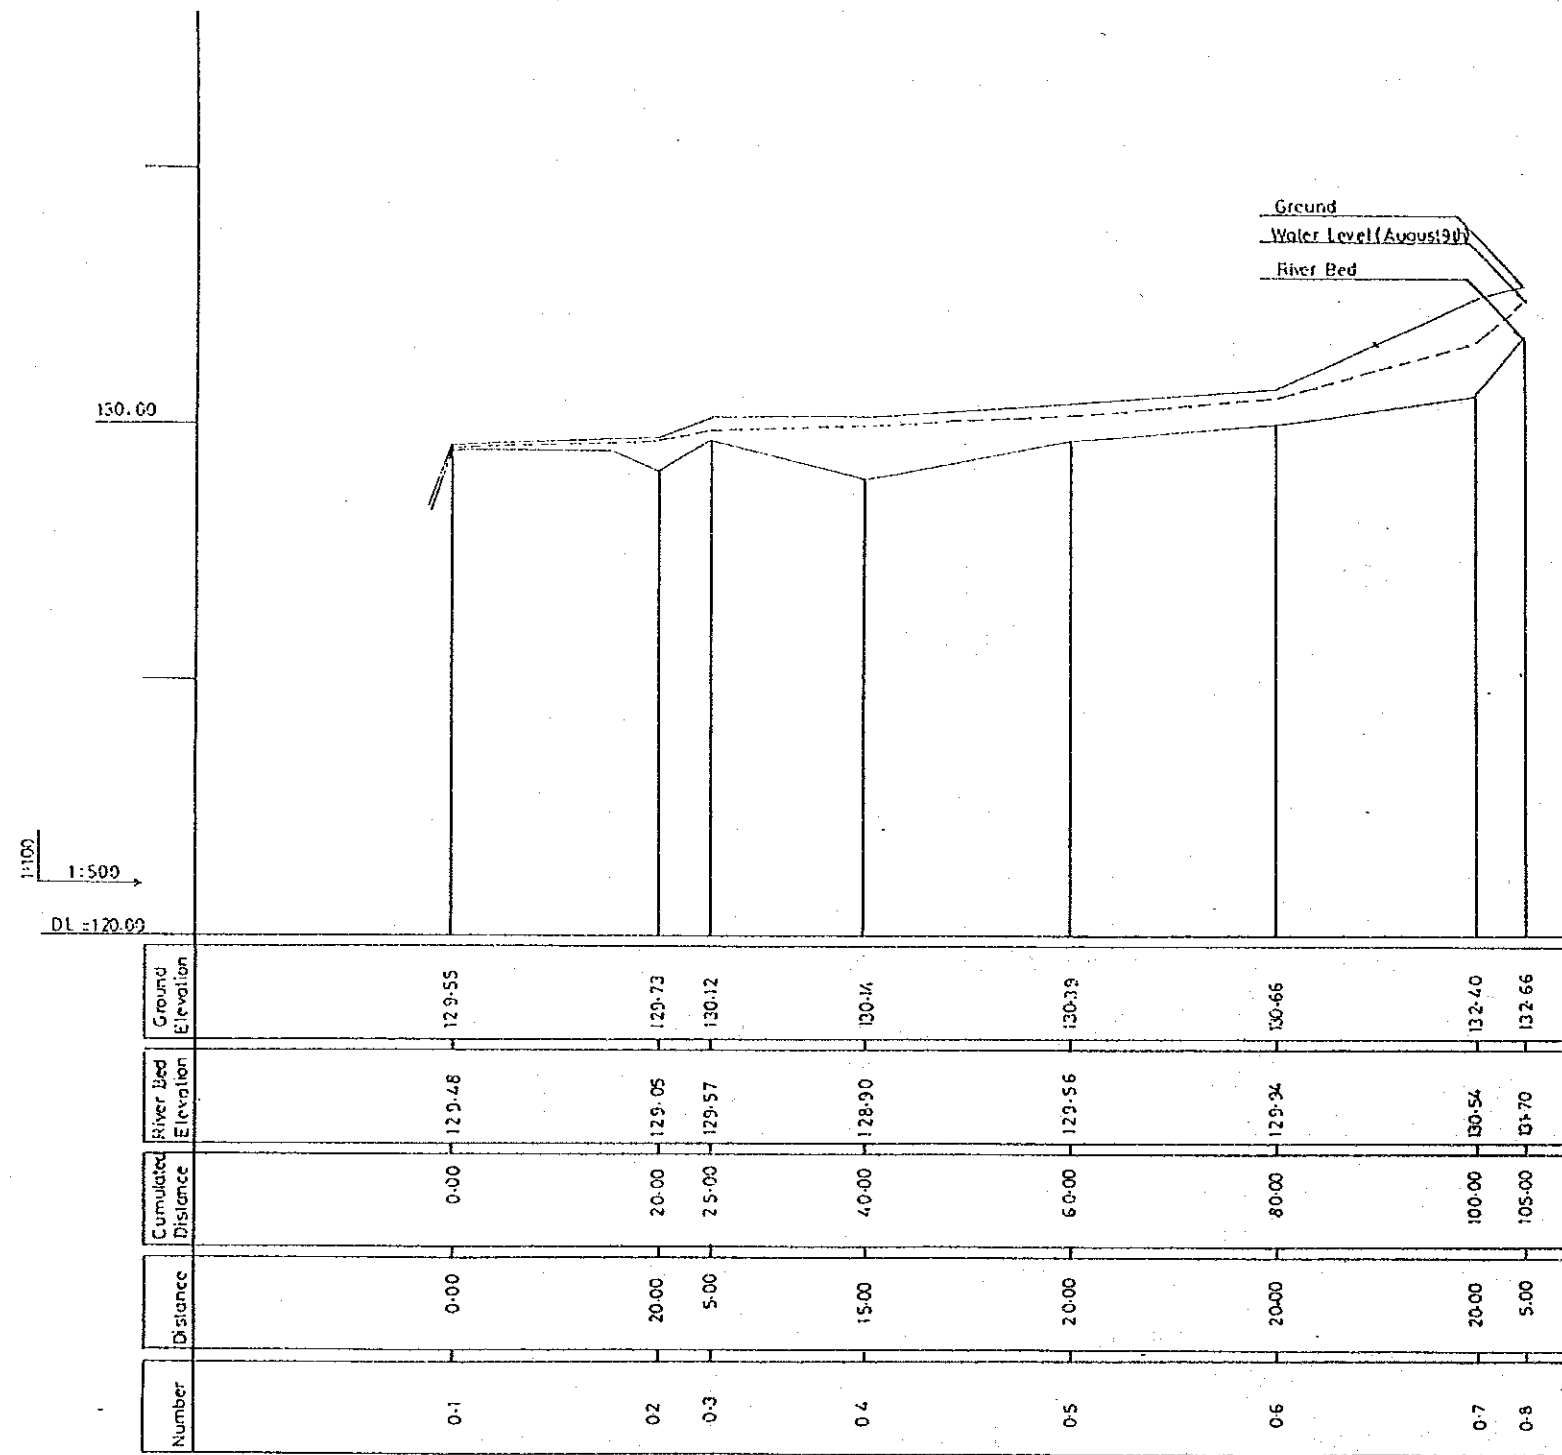 Ground
Water Level (August 9th)
River Bed
130.00
1:100
1:500
DL =120.00
Ground Elevation
129.55 129.73 130.12 130.14 130.39 130.66 132.40 132.66
River Bed Elevation
129.48 129.05 129.57 128.90 129.56 129.94 130.54 131.70
Cumulated Distance
0.00 20.00 25.00 40.00 60.00 80.00 100.00 105.00
Distance
0.00 20.00 5.00 15.00 20.00 20.00 20.00 5.00
Number
0-1 0-2 0-3 0-4 0-5 0-6 0-7 0-8